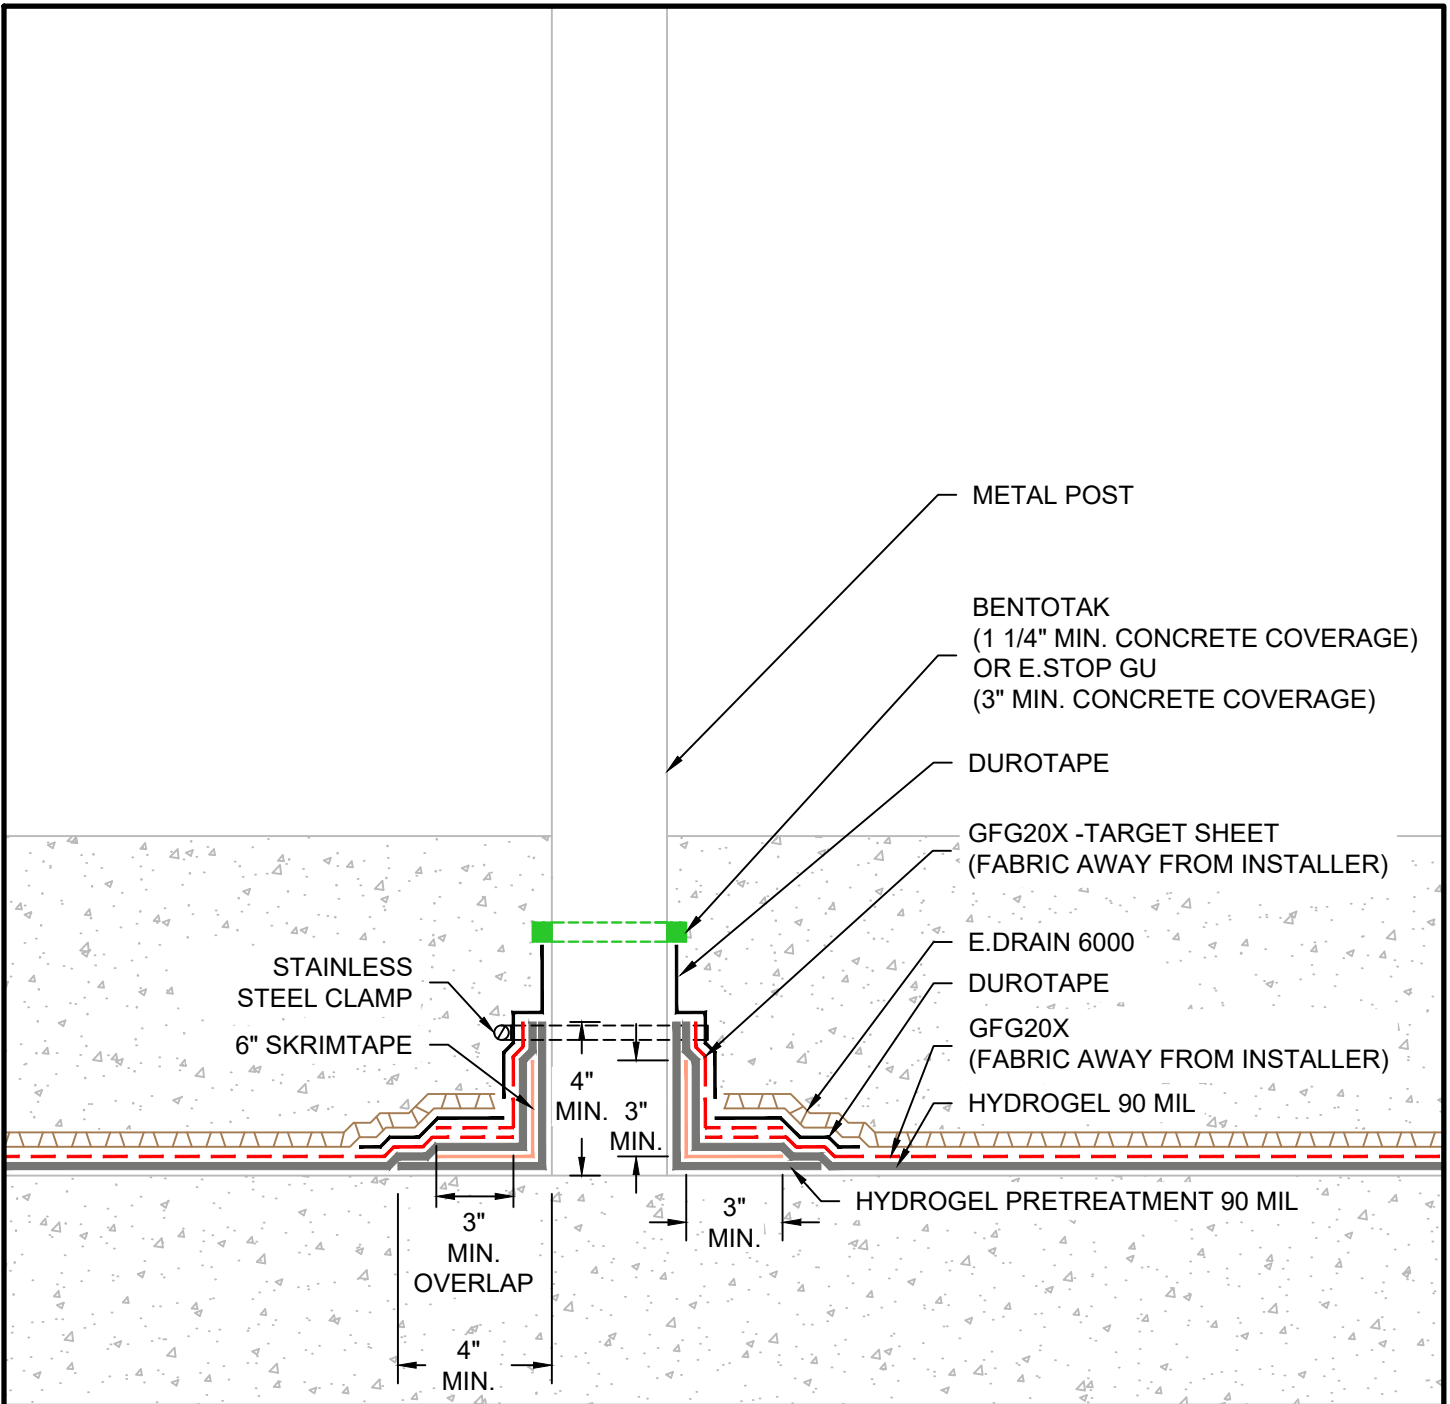 METAL POST
BENTOTAK
(1 1/4" MIN. CONCRETE COVERAGE)
OR E.STOP GU
(3" MIN. CONCRETE COVERAGE)
DUROTAPE
GFG20X -TARGET SHEET
(FABRIC AWAY FROM INSTALLER)
E.DRAIN 6000
DUROTAPE
GFG20X
(FABRIC AWAY FROM INSTALLER)
HYDROGEL 90 MIL
HYDROGEL PRETREATMENT 90 MIL
STAINLESS
STEEL CLAMP
6" SKRIMTAPE
4"
MIN.
3"
MIN.
3"
MIN.
3"
MIN.
OVERLAP
4"
MIN.